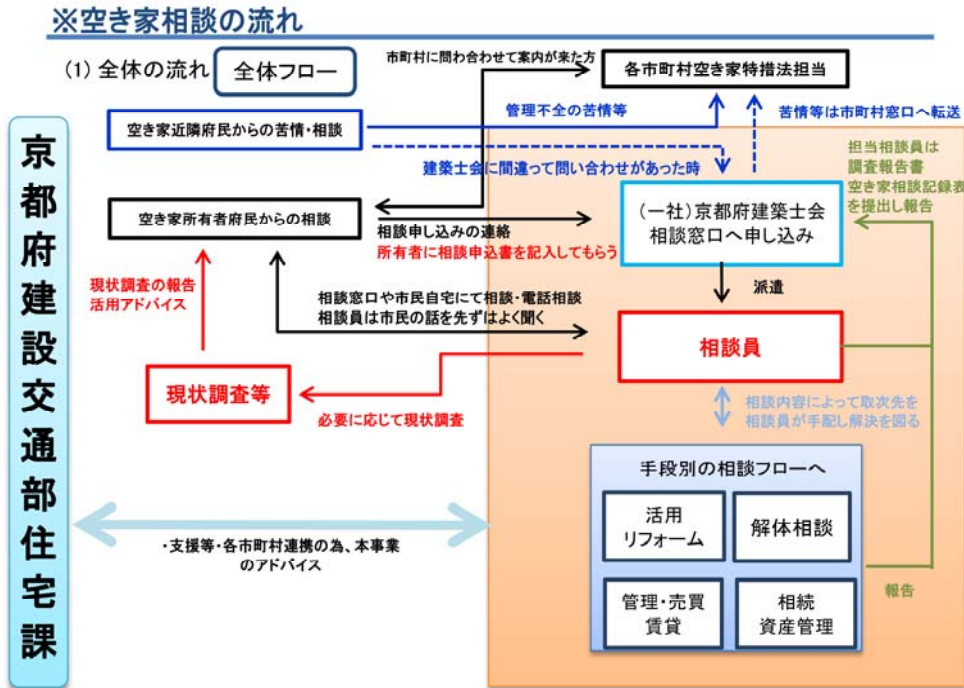 ※空き家相談の流れ
(1) 全体の流れ
全体フロー
市町村に問わ合わせて案内が来た方
各市町村空き家特措法担当
京都府建設交通部住宅課
空き家近隣府民からの苦情・相談
管理不全の苦情等
苦情等は市町村窓口へ転送
建築士会に間違って問い合わせがあった時
担当相談員は
調査報告書
空き家相談記録表
を提出し報告
空き家所有者府民からの相談
相談申し込みの連絡
所有者に相談申込書を記入してもらう
(一社)京都府建築士会
相談窓口へ申し込み
派遣
現状調査の報告
活用アドバイス
相談窓口や市民自宅にて相談・電話相談
相談員は市民の話を先ずはよく聞く
相談員
現状調査等
必要に応じて現状調査
相談内容によって取次先を
相談員が手配し解決を図る
手段別の相談フローへ
活用
リフォーム
解体相談
管理・売買
賃貸
相続
資産管理
報告
・支援等・各市町村連携の為、本事業
のアドバイス